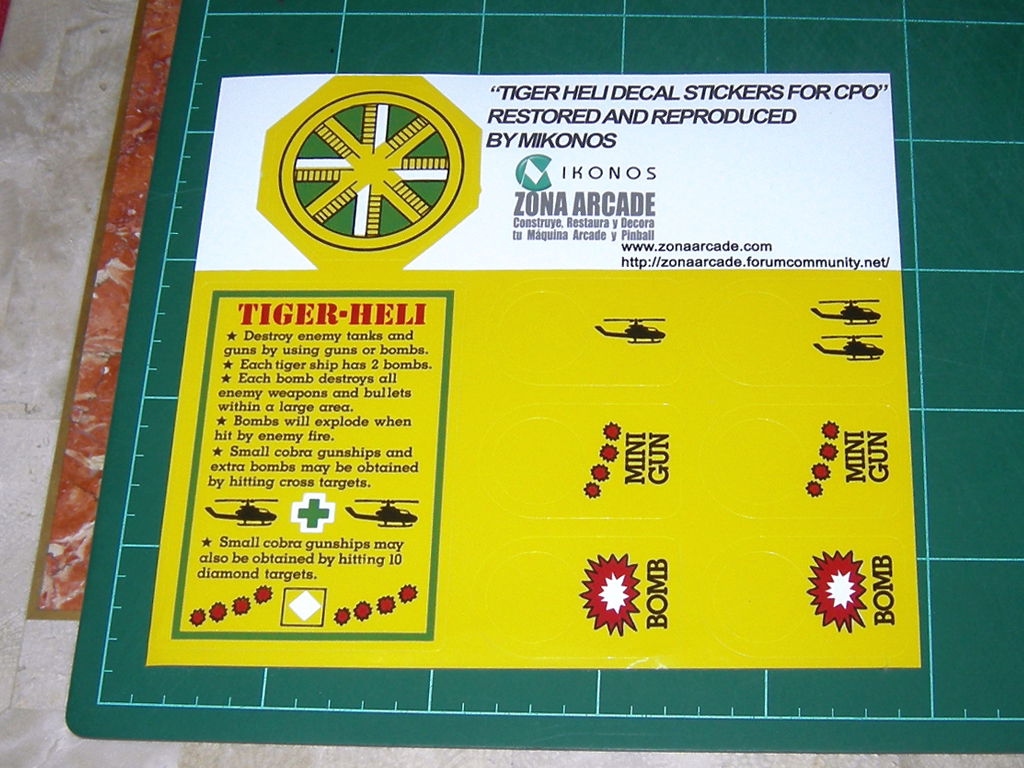 “TIGER HELI DECAL STICKERS FOR CPO”
RESTORED AND REPRODUCED
BY MIKONOS
IKONOS
ZONA ARCADE
Construye, Restaura y Decora
tu Máquina Arcade y Pinball
www.zonaarcade.com
http://zonaarcade.forumcommunity.net/
TIGER-HELI
★ Destroy enemy tanks and
guns by using guns or bombs.
★ Each tiger ship has 2 bombs.
★ Each bomb destroys all
enemy weapons and bullets
within a large area.
★ Bombs will explode when
hit by enemy fire.
★ Small cobra gunships and
extra bombs may be obtained
by hitting cross targets.
★ Small cobra gunships may
also be obtained by hitting 10
diamond targets.
MINI
GUN
MINI
GUN
BOMB
BOMB